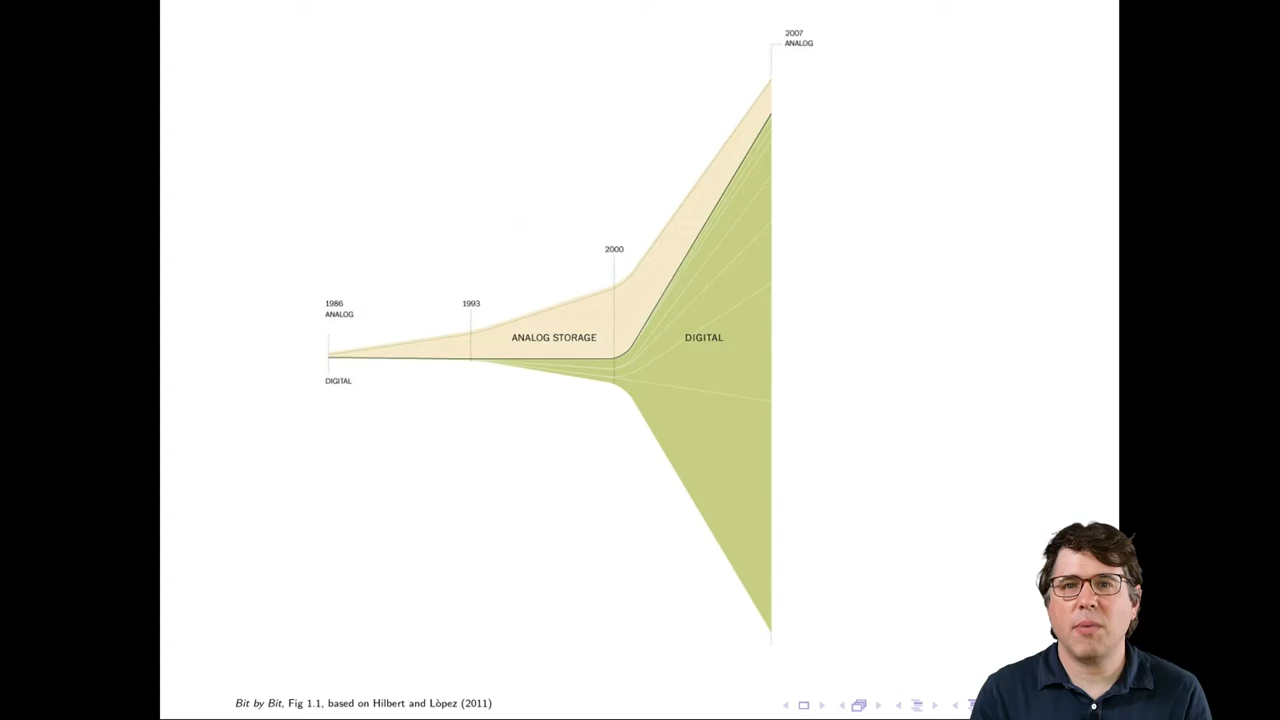 2007
ANALOG
2000
1986
ANALOG
1993
ANALOG STORAGE
DIGITAL
DIGITAL
Bit by Bit, Fig 1.1, based on Hilbert and Lòpez (2011)